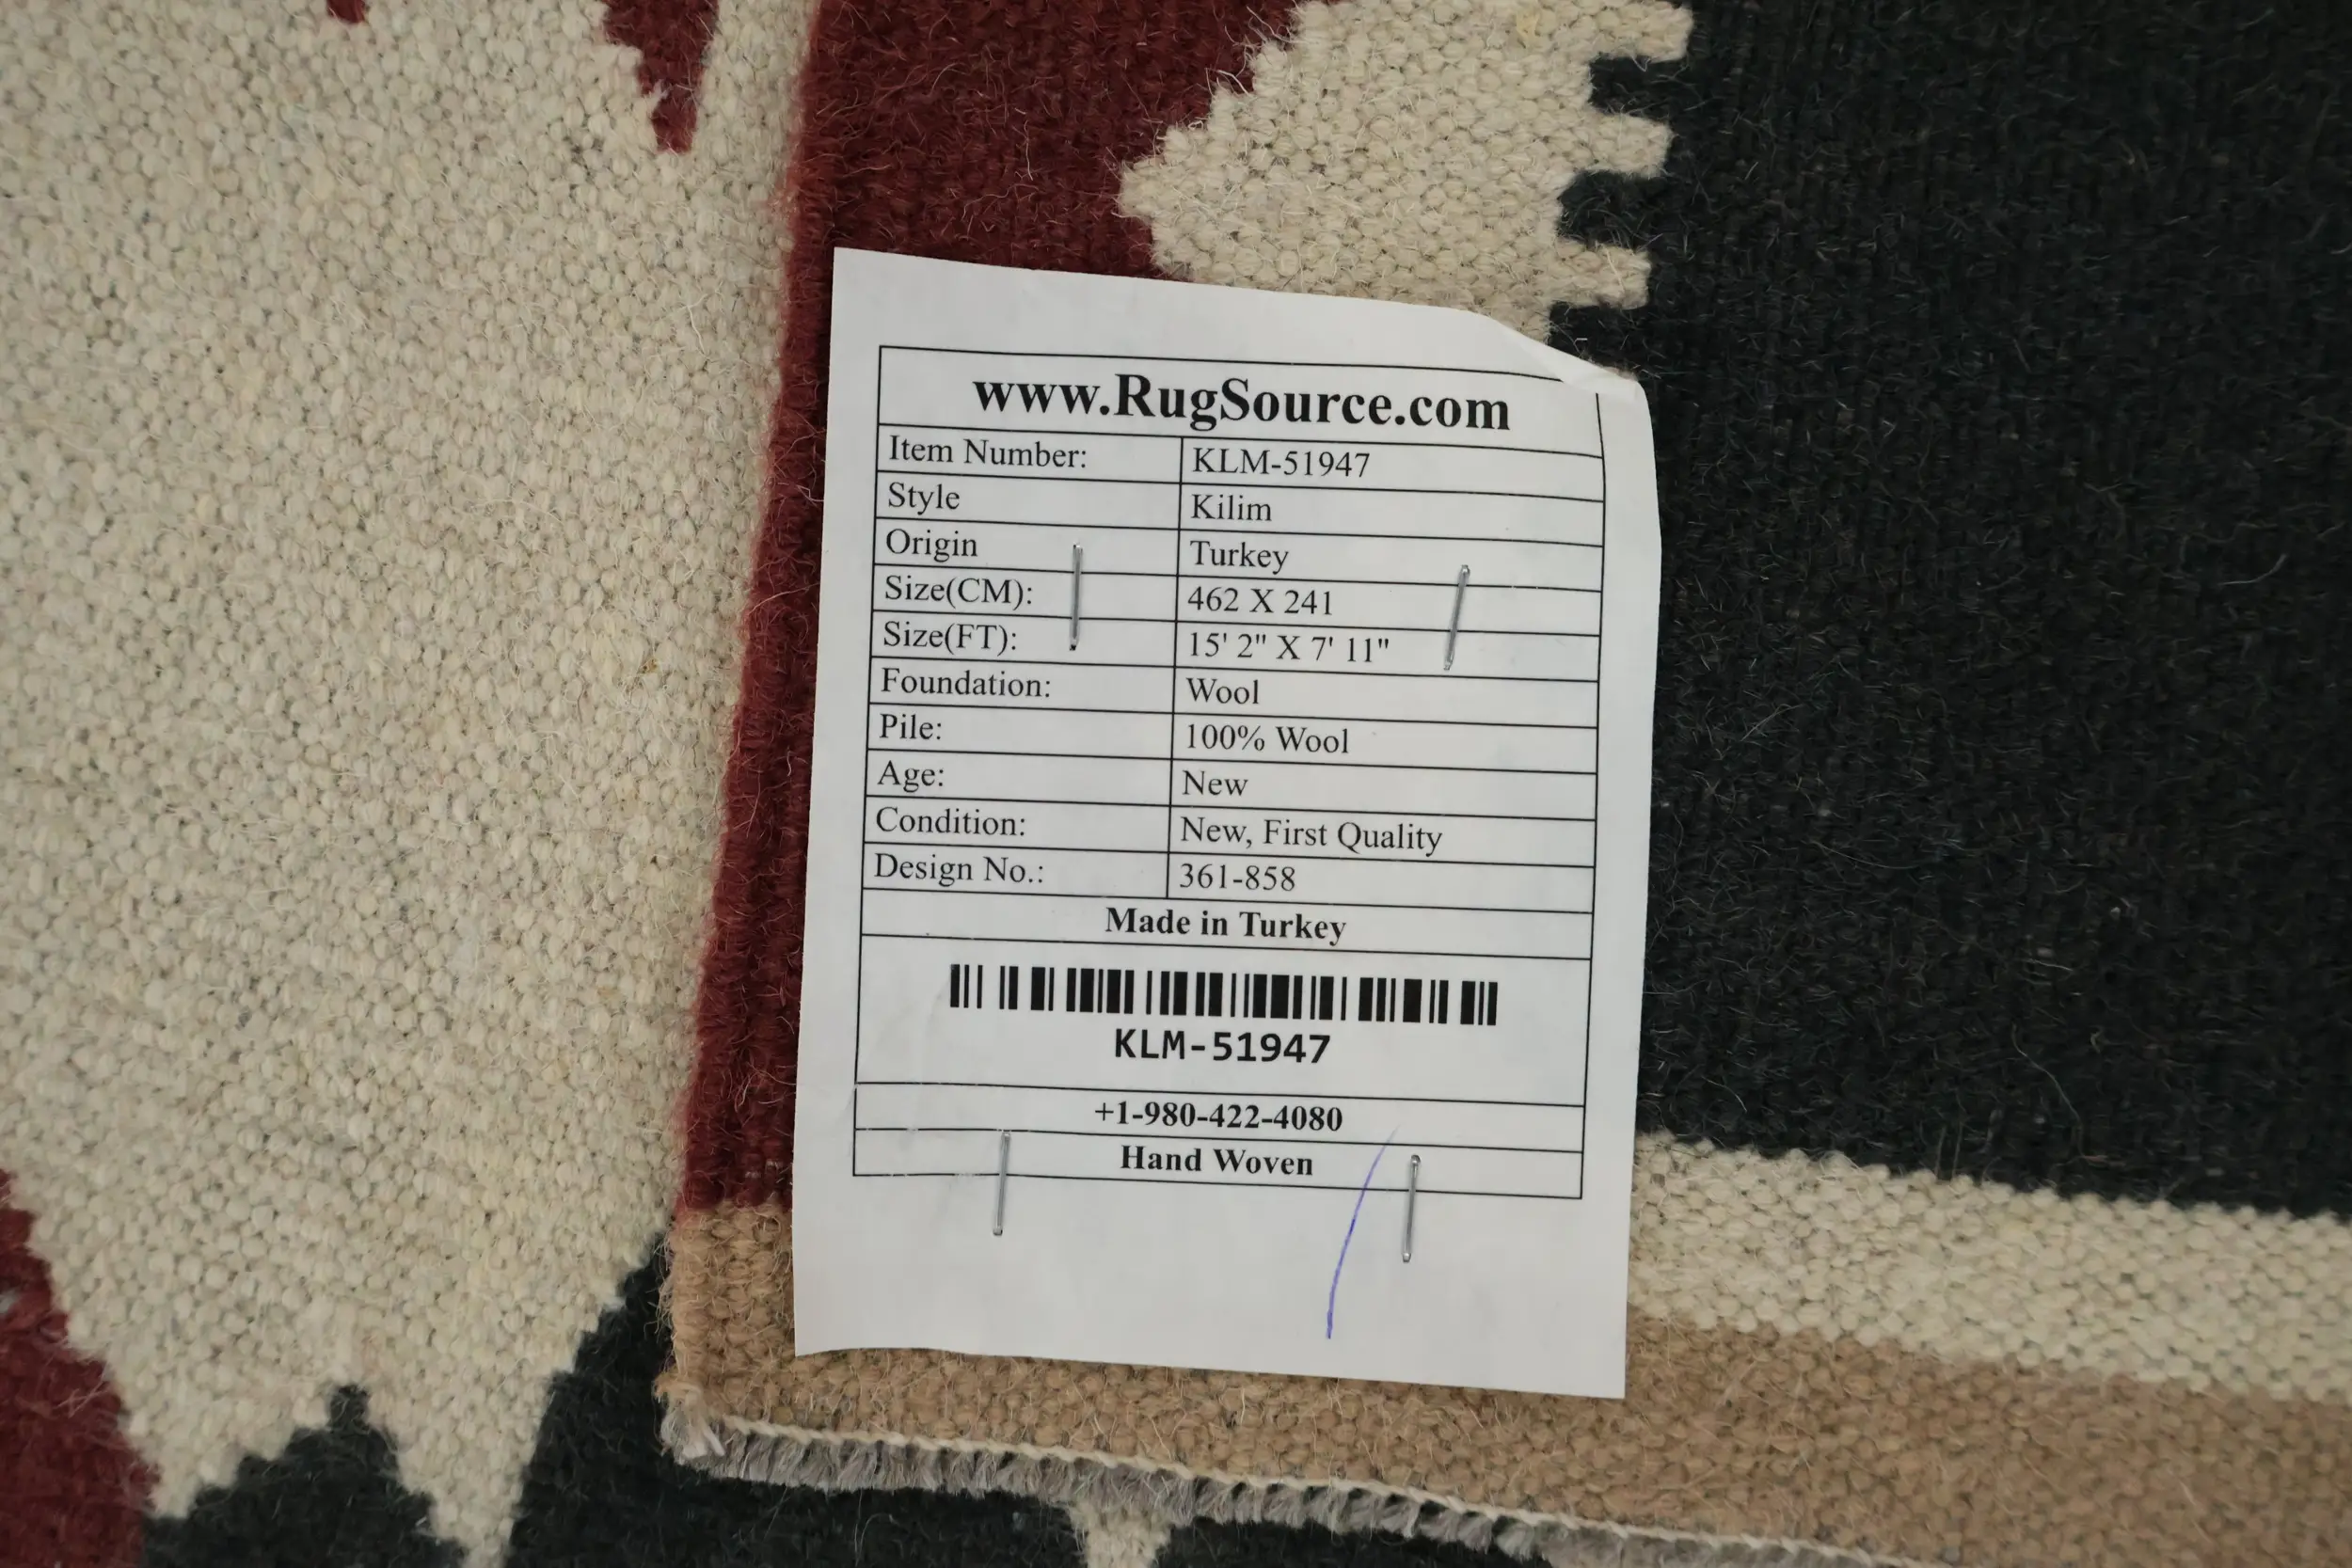 www.RugSource.com
Item Number: KLM-51947
Style Kilim
Origin Turkey
Size(CM): 462 X 241
Size(FT): 15' 2" X 7' 11"
Foundation: Wool
Pile: 100% Wool
Age: New
Condition: New, First Quality
Design No.: 361-858
Made in Turkey
KLM-51947
+1-980-422-4080
Hand Woven